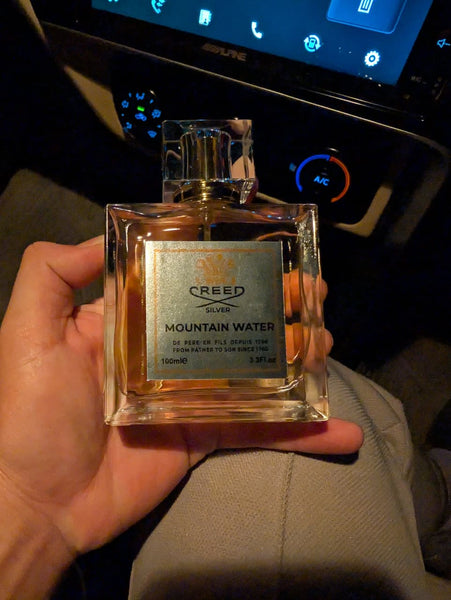 ALPINE
A/C
CREED
SILVER
MOUNTAIN WATER
DE PERE EN FILS DEPUIS 1760
FROM FATHER TO SON SINCE 1760
100ml℮ 3.3Fl.oz